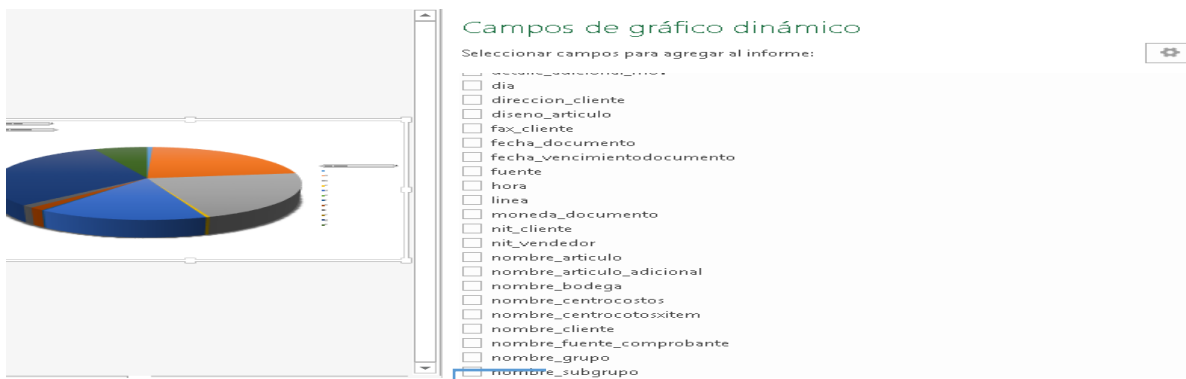 Campos de gráfico dinámico
Seleccionar campos para agregar al informe:
detalle_adicional_mov
dia
direccion_cliente
diseno_articulo
fax_cliente
fecha_documento
fecha_vencimientodocumento
fuente
hora
linea
moneda_documento
nit_cliente
nit_vendedor
nombre_articulo
nombre_articulo_adicional
nombre_bodega
nombre_centrocostos
nombre_centrocotosxitem
nombre_cliente
nombre_fuente_comprobante
nombre_grupo
nombre_subgrupo